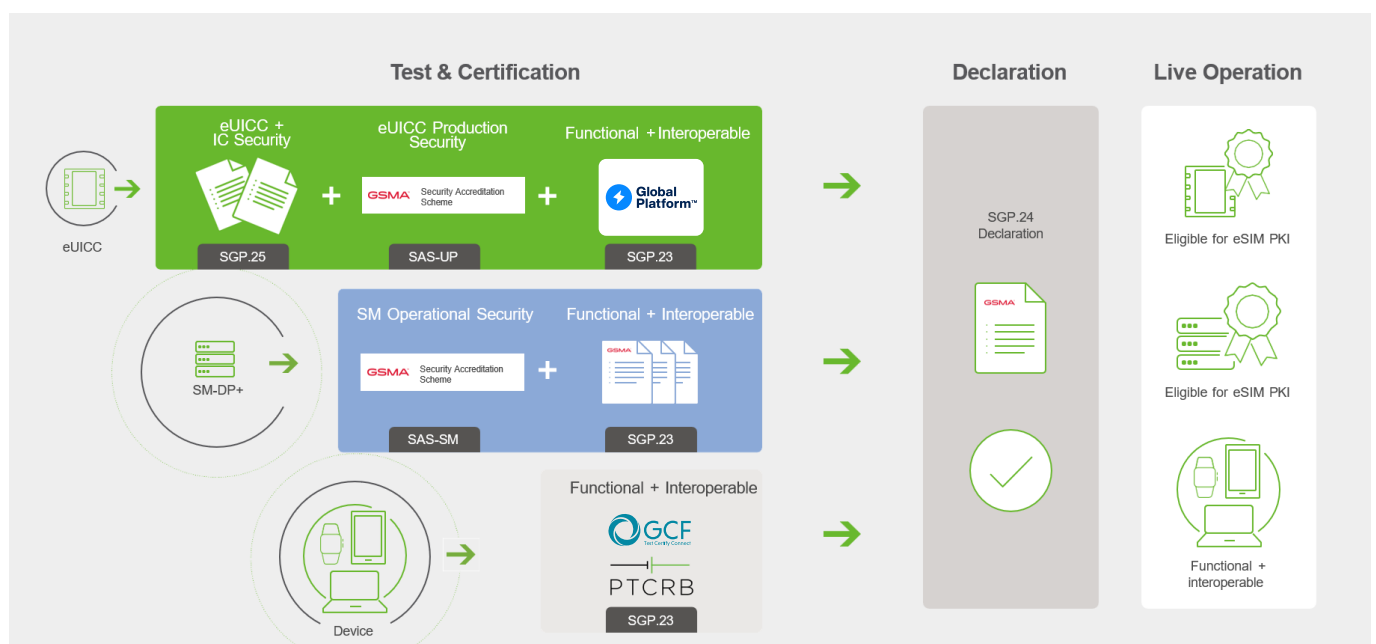 Test & Certification
Declaration
Live Operation
eUICC +
IC Security
eUICC Production
Security
Functional + Interoperable
GSMA Security Accreditation
Scheme
Global
Platform™
SGP.25
SAS-UP
SGP.23
eUICC
SGP.24
Declaration
Eligible for eSIM PKI
SM Operational Security
Functional + Interoperable
GSMA Security Accreditation
Scheme
GSMA
SAS-SM
SGP.23
SM-DP+
GSMA
Eligible for eSIM PKI
Functional + Interoperable
GCF
Test Certify Connect
PTCRB
SGP.23
Device
Functional +
interoperable